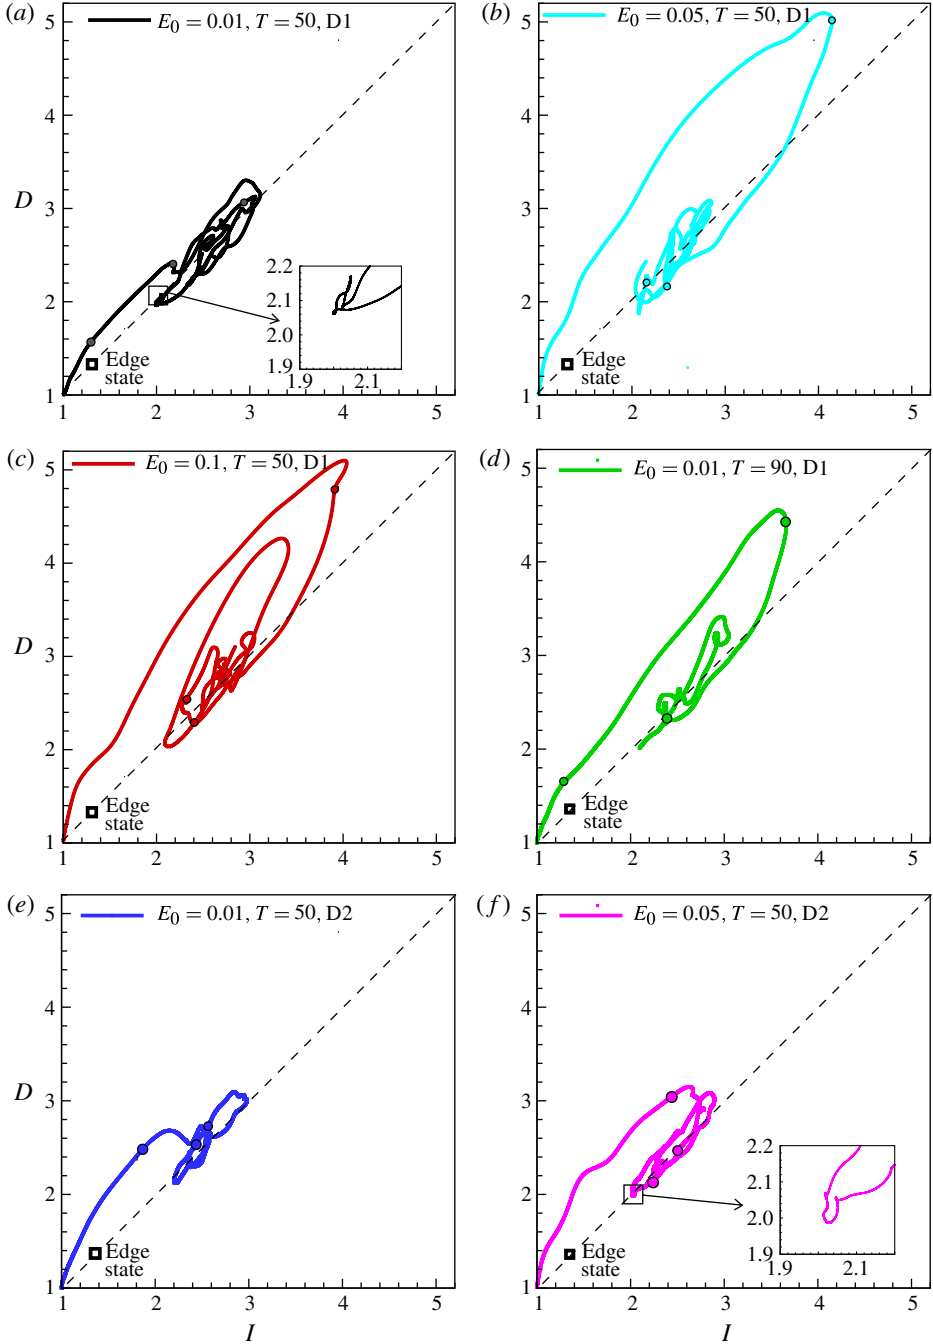 (a) E0 = 0.01, T = 50, D1
5
4
D
3
2
1
1 2 3 4 5
2.2
2.1
2.0
1.9
1.9 2.1
Edge
state
(b) E0 = 0.05, T = 50, D1
5
4
3
2
1
1 2 3 4 5
Edge
state
(c) E0 = 0.1, T = 50, D1
5
4
D
3
2
1
1 2 3 4 5
Edge
state
(d) E0 = 0.01, T = 90, D1
5
4
3
2
1
1 2 3 4 5
Edge
state
(e) E0 = 0.01, T = 50, D2
5
4
D
3
2
1
1 2 3 4 5
I
Edge
state
(f) E0 = 0.05, T = 50, D2
5
4
3
2
1
1 2 3 4 5
I
2.2
2.1
2.0
1.9
1.9 2.1
Edge
state